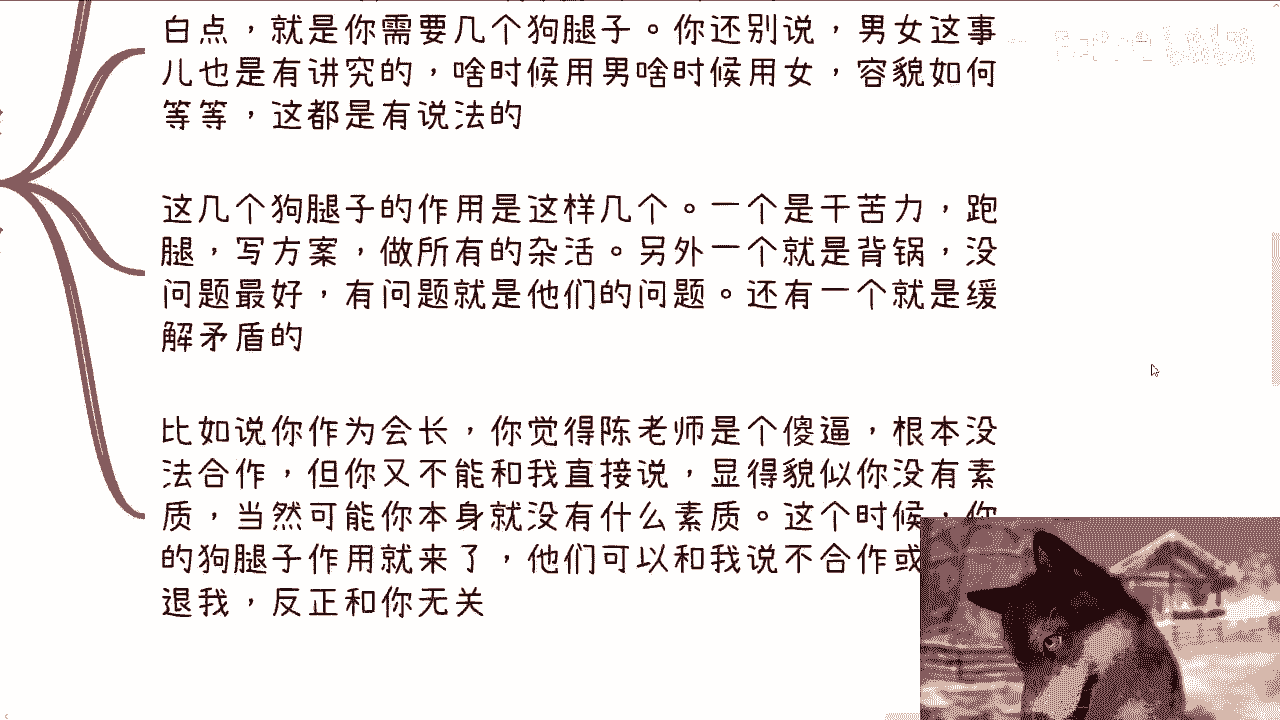 白点，就是你需要几个狗腿子。你还别说，男女这事
儿也是有讲究的，啥时候用男啥时候用女，容貌如何
等等，这都是有说法的
这几个狗腿子的作用是这样几个。一个是干苦力，跑
腿，写方案，做所有的杂活。另外一个就是背锅，没
问题最好，有问题就是他们的问题。还有一个就是缓
解矛盾的
比如说你作为会长，你觉得陈老师是个傻逼，根本没
法合作，但你又不能和我直接说，显得貌似你没有素
质，当然可能你本身就没有什么素质。这个时候，你
的狗腿子作用就来了，他们可以和我说不合作或
退我，反正和你无关